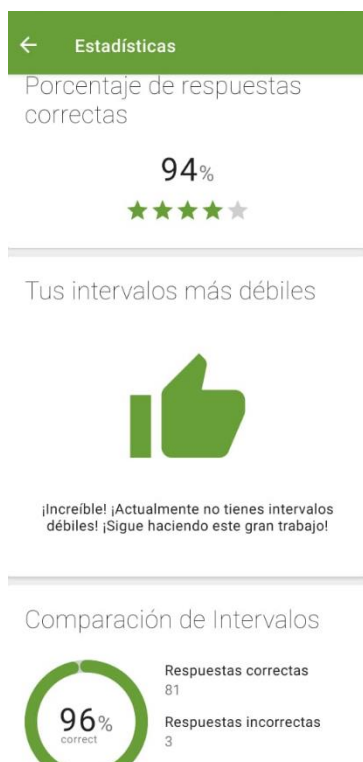 Estadísticas
Porcentaje de respuestas
correctas
94%
Tus intervalos más débiles
¡Increíble! ¡Actualmente no tienes intervalos
débiles! ¡Sigue haciendo este gran trabajo!
Comparación de Intervalos
96%
correct
Respuestas correctas
81
Respuestas incorrectas
3